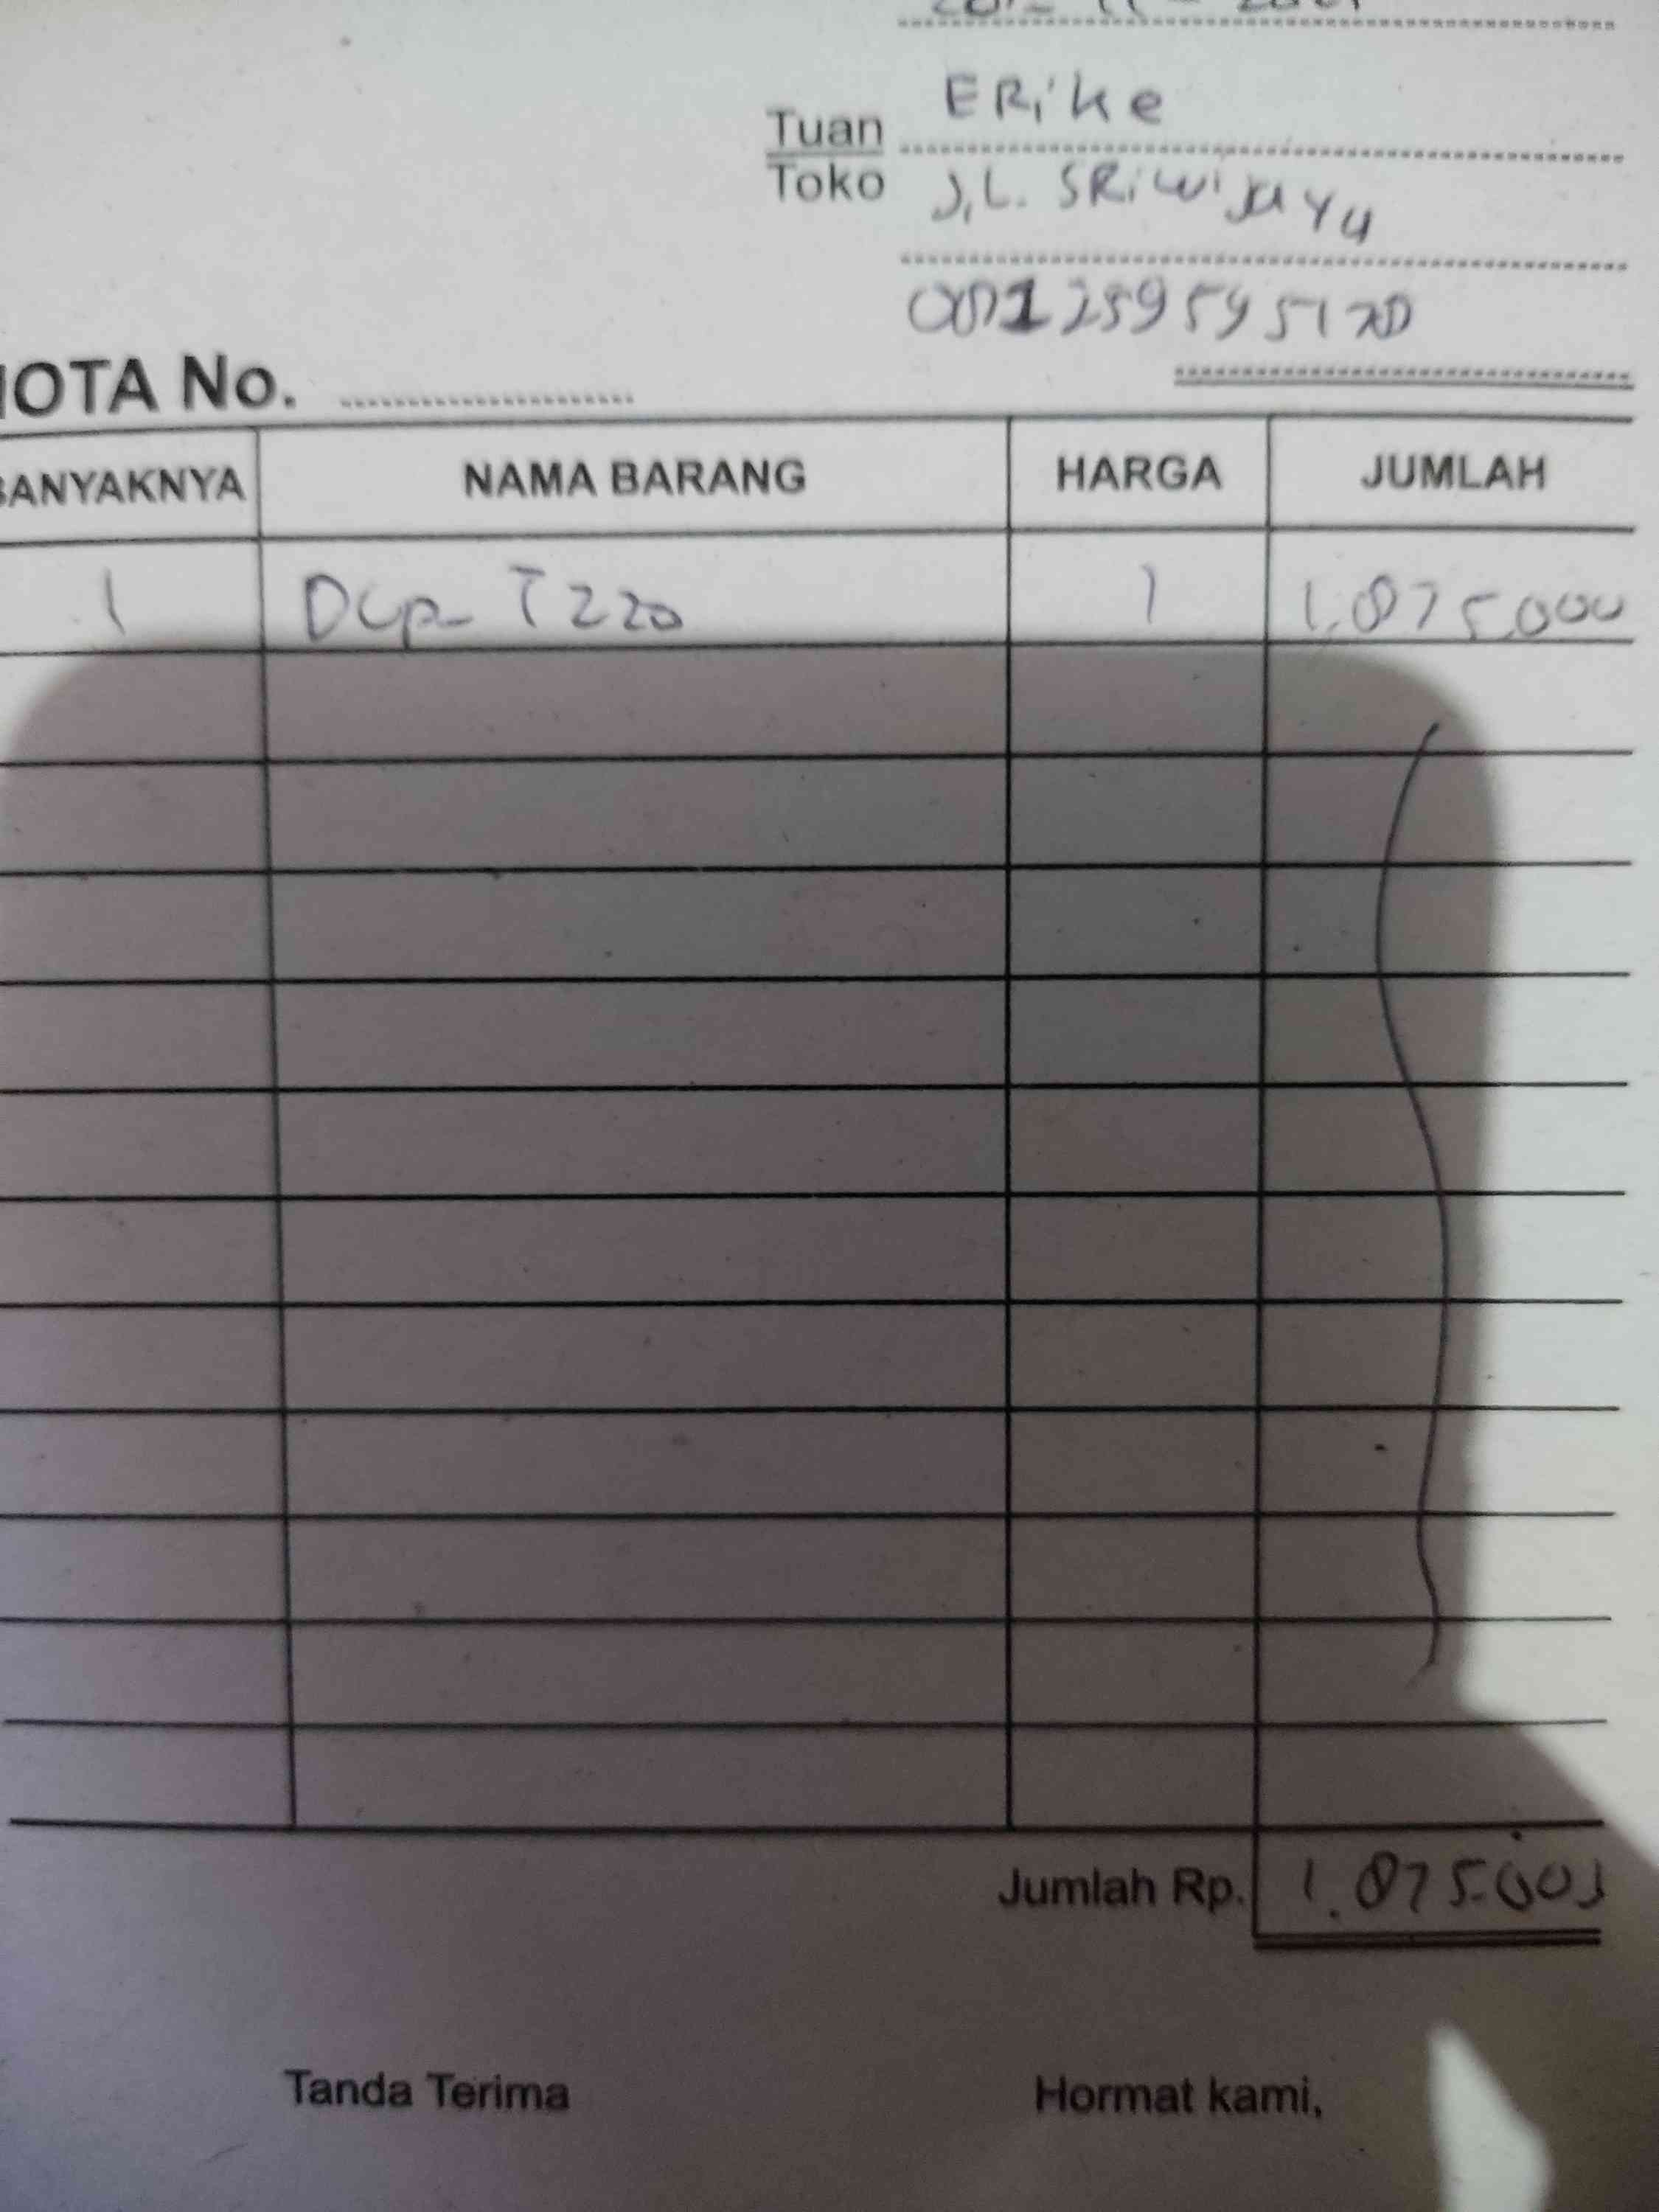 Tuan ERike
Toko J,L. SRiwijaya
NOTA No.
BANYAKNYA NAMA BARANG HARGA JUMLAH
1 Dcp- T220 1 1.875.000
Jumlah Rp. 1.875.000
Tanda Terima Hormat kami,